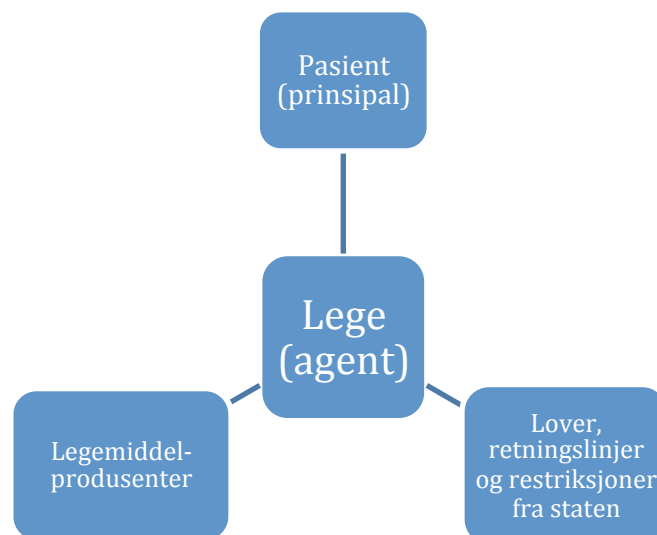 Pasient
(prinsipal)
Lege
(agent)
Legemiddel-
produsenter
Lover,
retningslinjer
og restriksjoner
fra staten